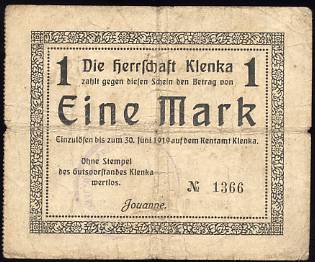 1 Die Herrschaft Klenka 1
zahlt gegen diesen Schein den Betrag von
Eine Mark
Einzulösen bis zum 30. Juni 1919 auf dem Rentamt Klenka.
Ohne Stempel
des Gutsvorstandes Klenka
wertlos.
№ 1366
Jouanne.